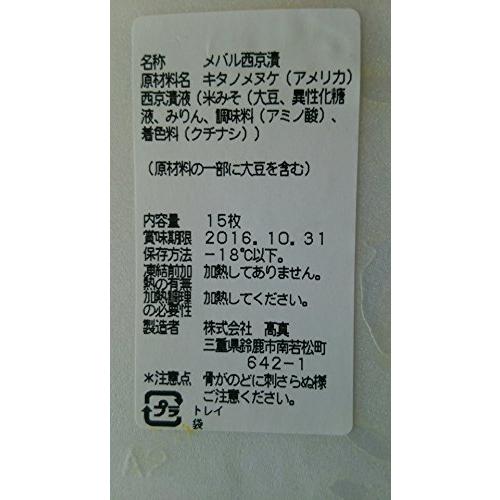 名称　メバル西京漬
原材料名　キタノメヌケ（アメリカ）
西京漬液（米みそ（大豆、異性化糖
液、みりん、調味料（アミノ酸）、
着色料（クチナシ））
（原材料の一部に大豆を含む）
内容量　15枚
賞味期限　2016．10．31
保存方法　－18℃以下。
凍結前加　加熱してありません。
熱の有無
加熱調理　加熱してください。
の必要性
製造者　株式会社　高真
三重県鈴鹿市南若松町
642－1
＊注意点　骨がのどに刺さらぬ様
ご注意ください。
プラ　トレイ
袋